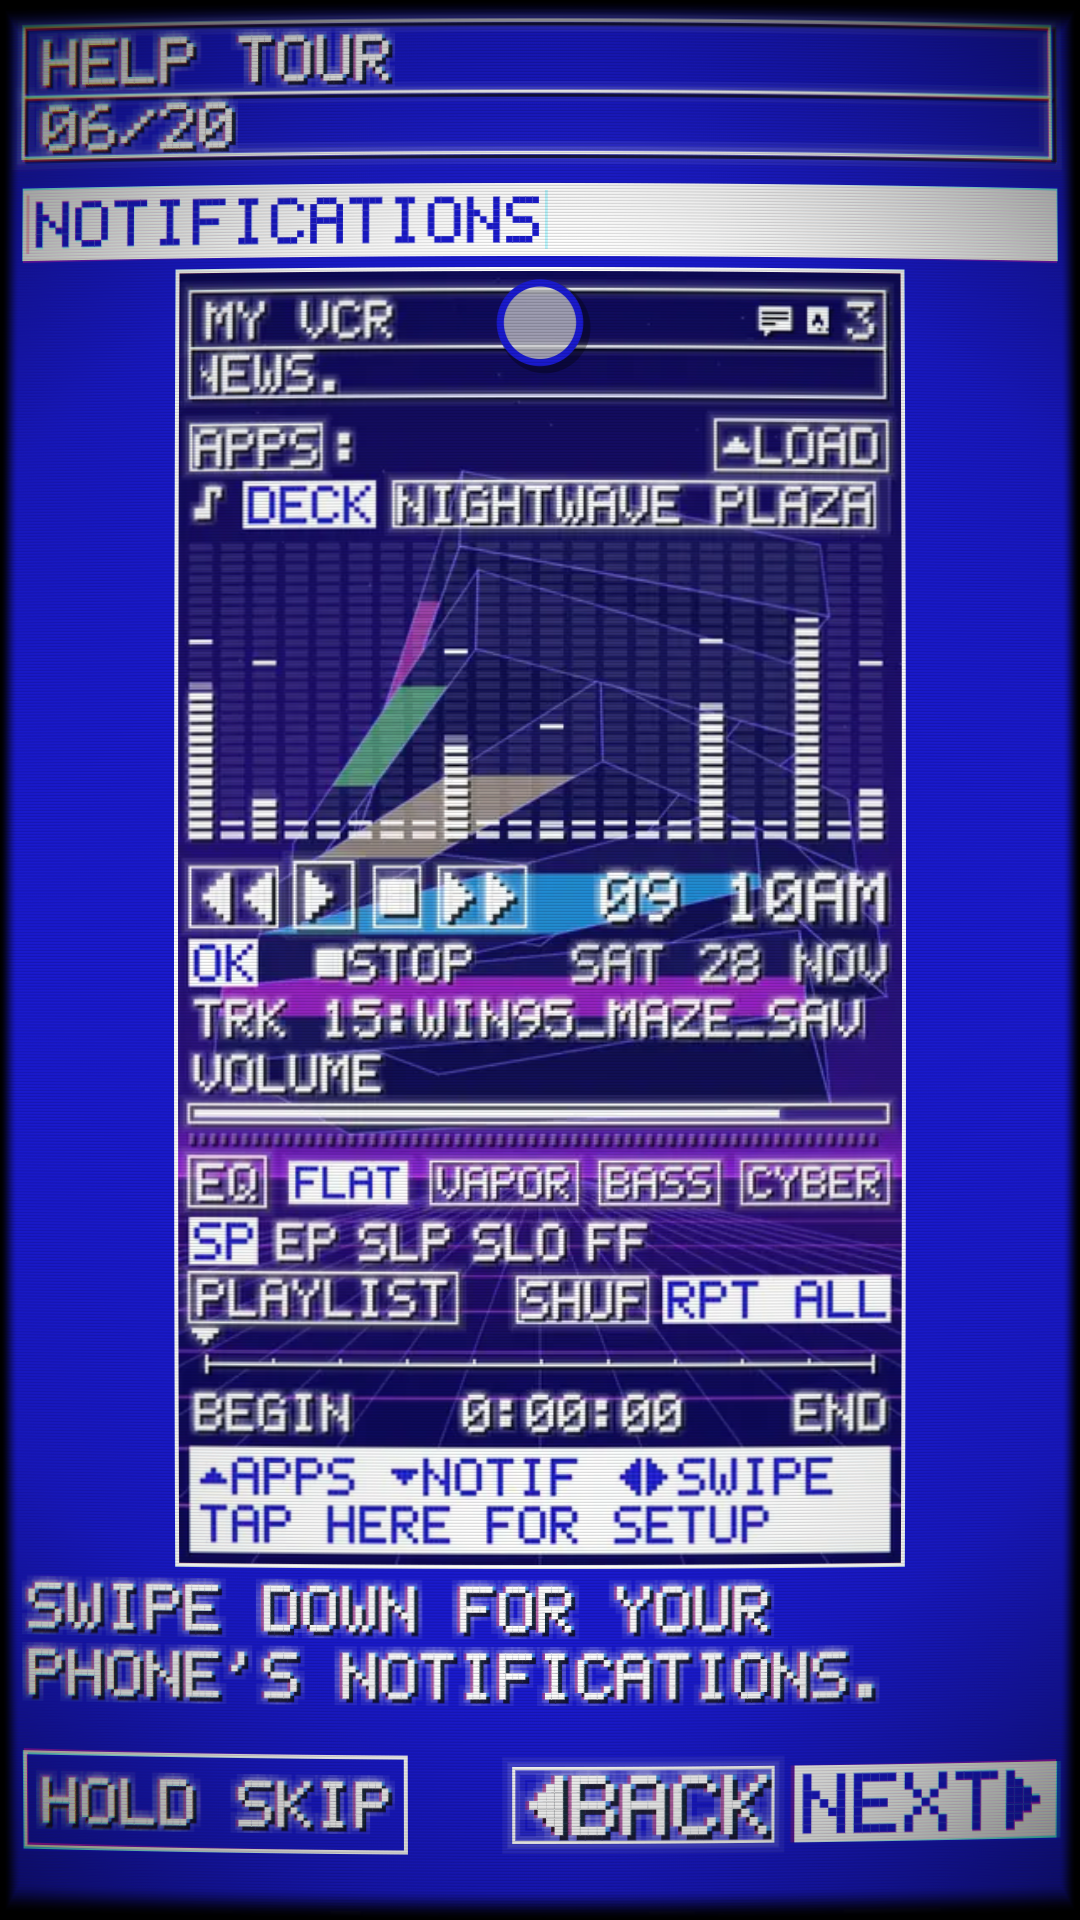 HELP TOUR
06/20
NOTIFICATIONS
MY VCR 3
NEWS.
APPS: ▲LOAD
♪ DECK NIGHTWAVE PLAZA
◀◀ ▶ ■ ▶▶ 09 10AM
OK ■STOP SAT 28 NOV
TRK 15:WIN95_MAZE_SAV
VOLUME
EQ FLAT VAPOR BASS CYBER
SP EP SLP SLO FF
PLAYLIST SHUF RPT ALL
BEGIN 0:00:00 END
▲APPS ▼NOTIF ◀▶SWIPE
TAP HERE FOR SETUP
SWIPE DOWN FOR YOUR
PHONE'S NOTIFICATIONS.
HOLD SKIP ◀BACK NEXT▶